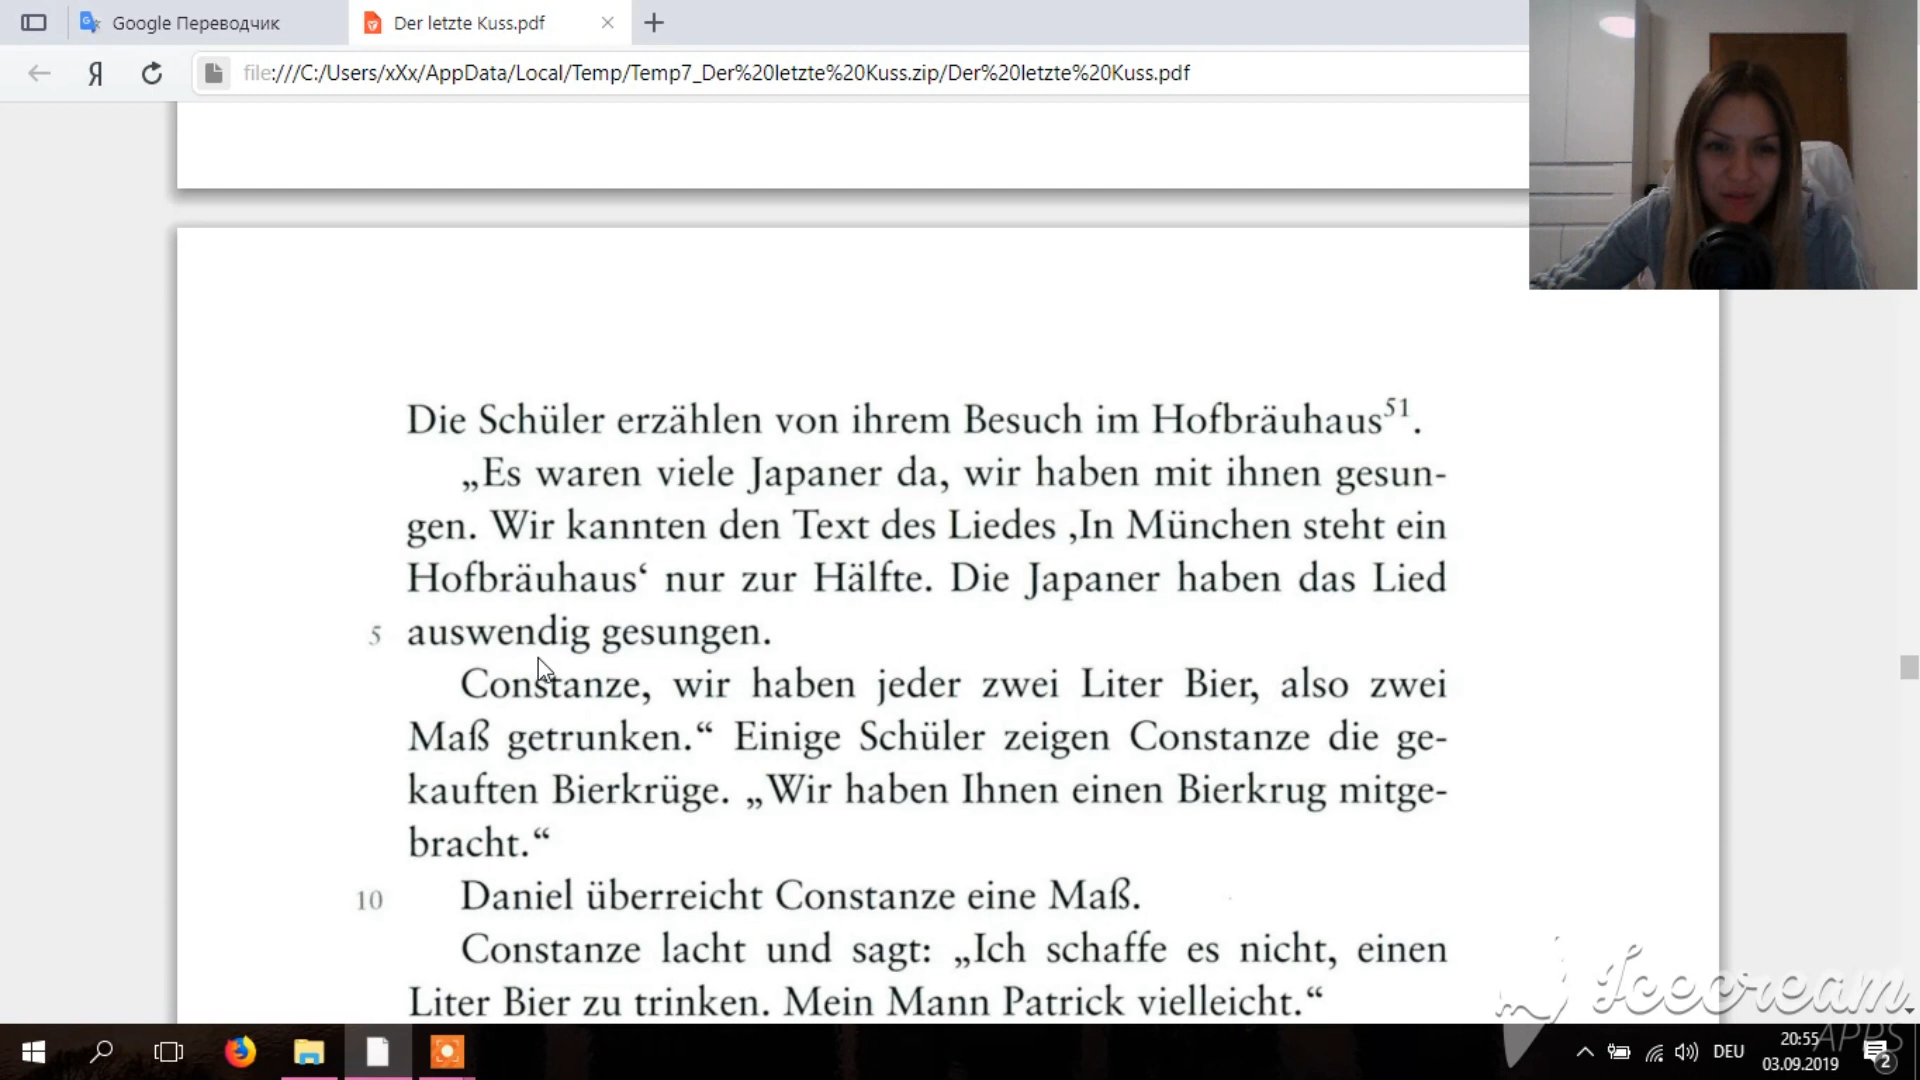 Google Переводчик
Der letzte Kuss.pdf
Я
file:///C:/Users/xXx/AppData/Local/Temp/Temp7_Der%20letzte%20Kuss.zip/Der%20letzte%20Kuss.pdf
Die Schüler erzählen von ihrem Besuch im Hofbräuhaus51.
„Es waren viele Japaner da, wir haben mit ihnen gesun-
gen. Wir kannten den Text des Liedes ‚In München steht ein
Hofbräuhaus‘ nur zur Hälfte. Die Japaner haben das Lied
5 auswendig gesungen.
Constanze, wir haben jeder zwei Liter Bier, also zwei
Maß getrunken.“ Einige Schüler zeigen Constanze die ge-
kauften Bierkrüge. „Wir haben Ihnen einen Bierkrug mitge-
bracht.“
10 Daniel überreicht Constanze eine Maß.
Constanze lacht und sagt: „Ich schaffe es nicht, einen
Liter Bier zu trinken. Mein Mann Patrick vielleicht.“
Icecream
APPS
DEU
20:55
03.09.2019
2